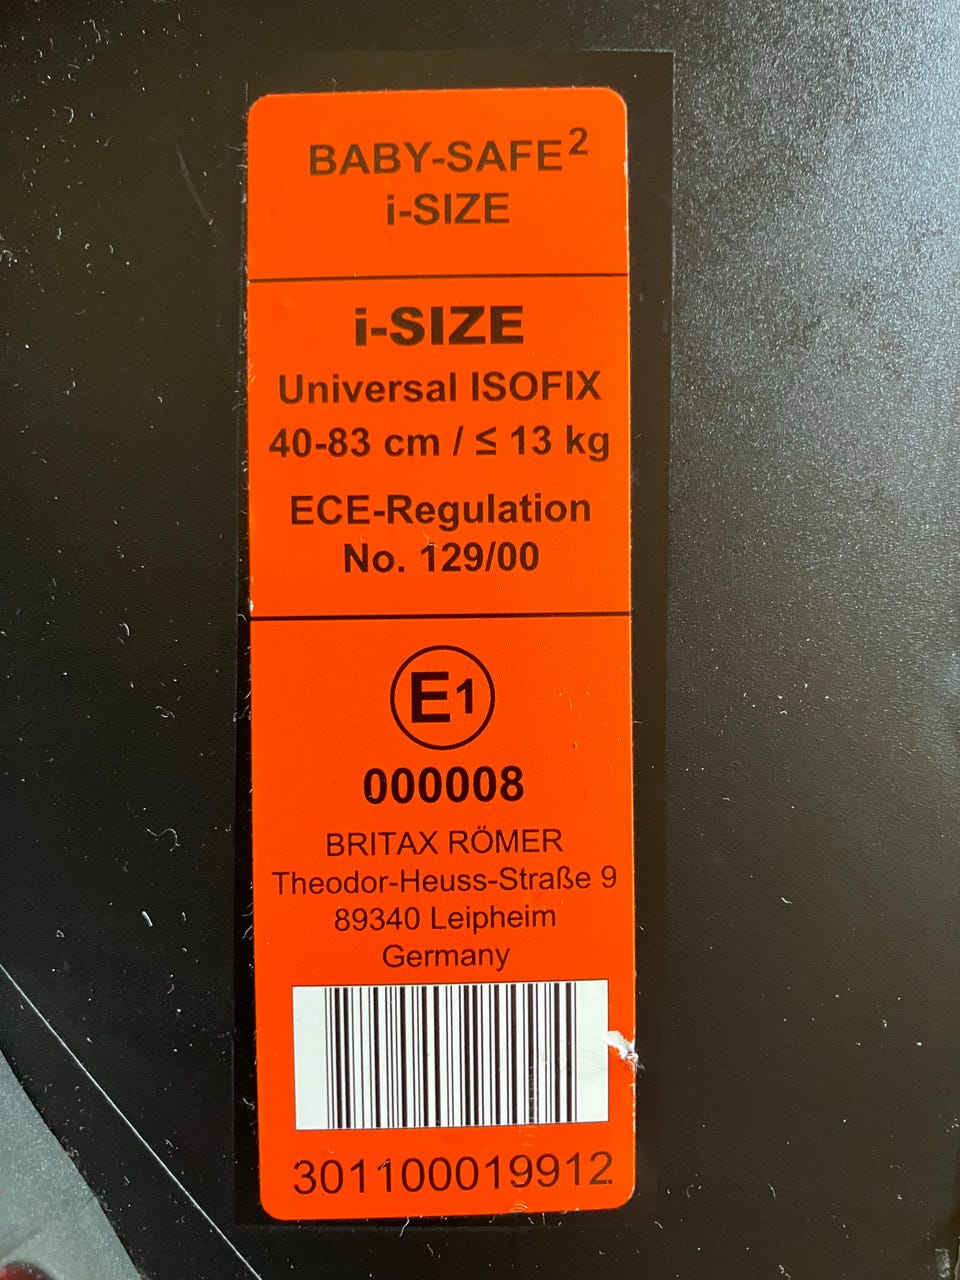 BABY-SAFE²
i-SIZE
i-SIZE
Universal ISOFIX
40-83 cm / ≤ 13 kg
ECE-Regulation
No. 129/00
E1
000008
BRITAX RÖMER
Theodor-Heuss-Straße 9
89340 Leipheim
Germany
301100019912